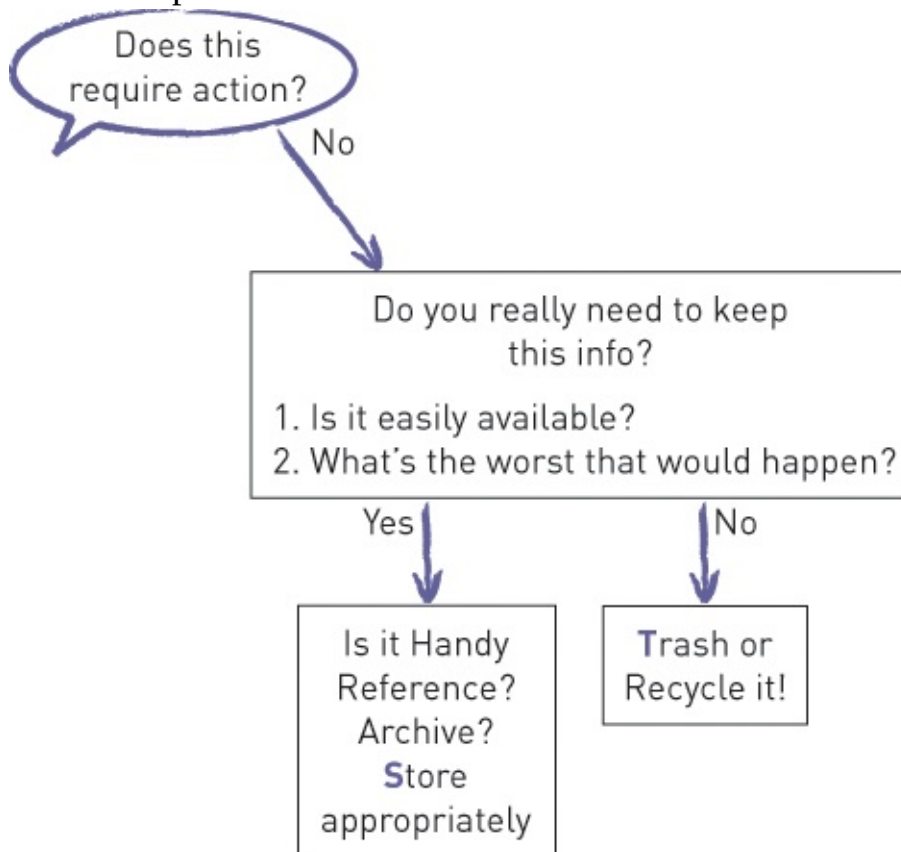 Does this
require action?
No
Do you really need to keep
this info?
1. Is it easily available?
2. What's the worst that would happen?
Yes
No
Is it Handy
Reference?
Archive?
Store
appropriately
Trash or
Recycle it!